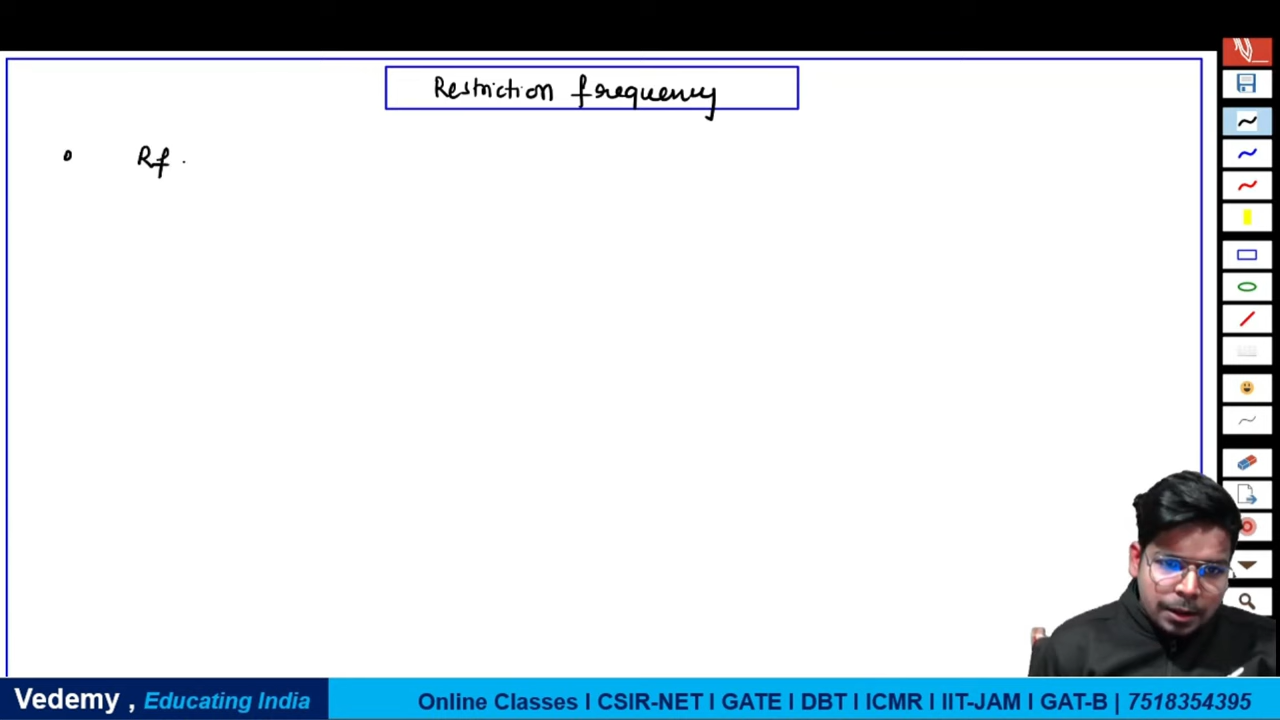 Restriction frequency
Rf.
Vedemy , Educating India
Online Classes I CSIR-NET I GATE I DBT I ICMR I IIT-JAM I GAT-B | 7518354395